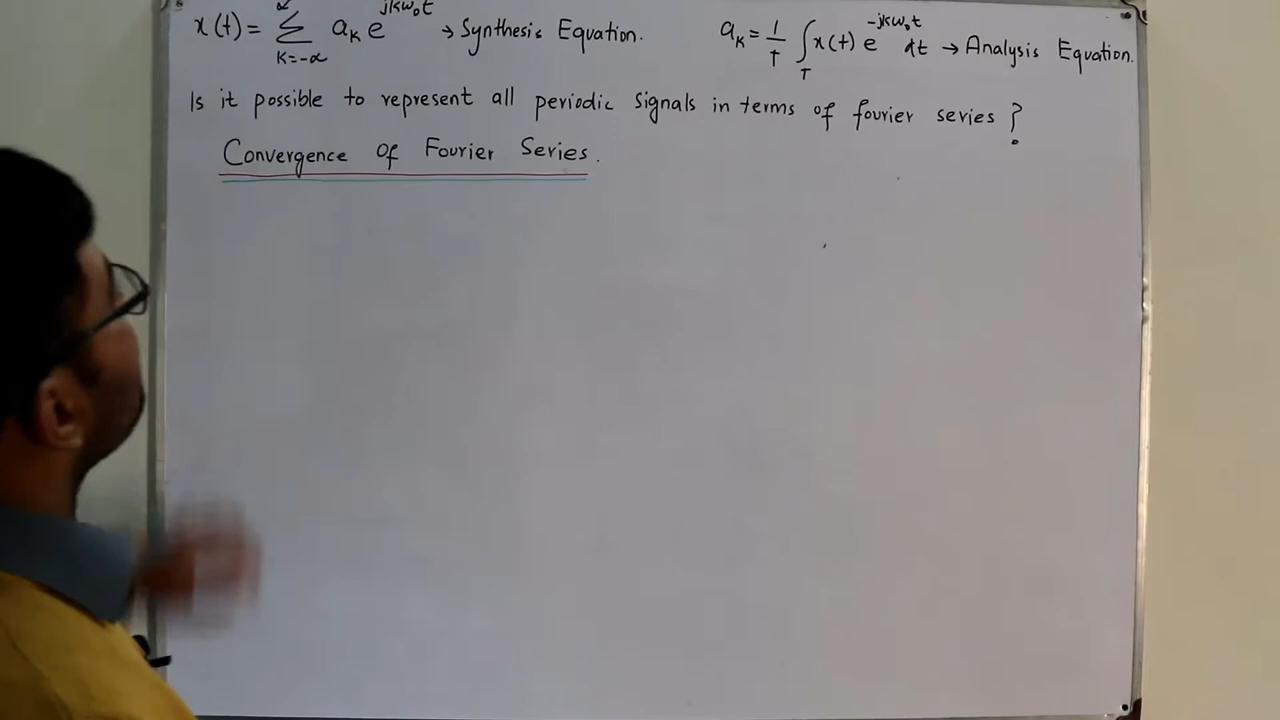 x(t) = ∑_{K=-∝}^{∝} a_K e^{jkω₀t} → Synthesis Equation. a_K = 1/T ∫_T x(t) e^{-jkω₀t} dt → Analysis Equation.
Is it possible to represent all periodic signals in terms of fourier series ?
Convergence of Fourier Series.